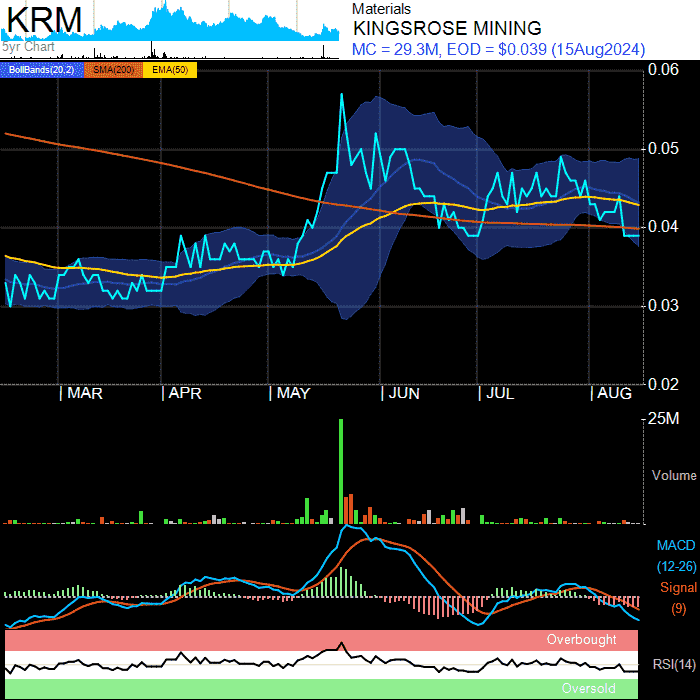 KRM
5yr Chart
Materials
KINGSROSE MINING
MC = 29.3M, EOD = $0.039 (15Aug2024)
BollBands(20,2) SMA(200) EMA(50)
0.06
0.05
0.04
0.03
0.02
MAR APR MAY JUN JUL AUG
25M
Volume
MACD
(12-26)
Signal
(9)
Overbought
RSI(14)
Oversold